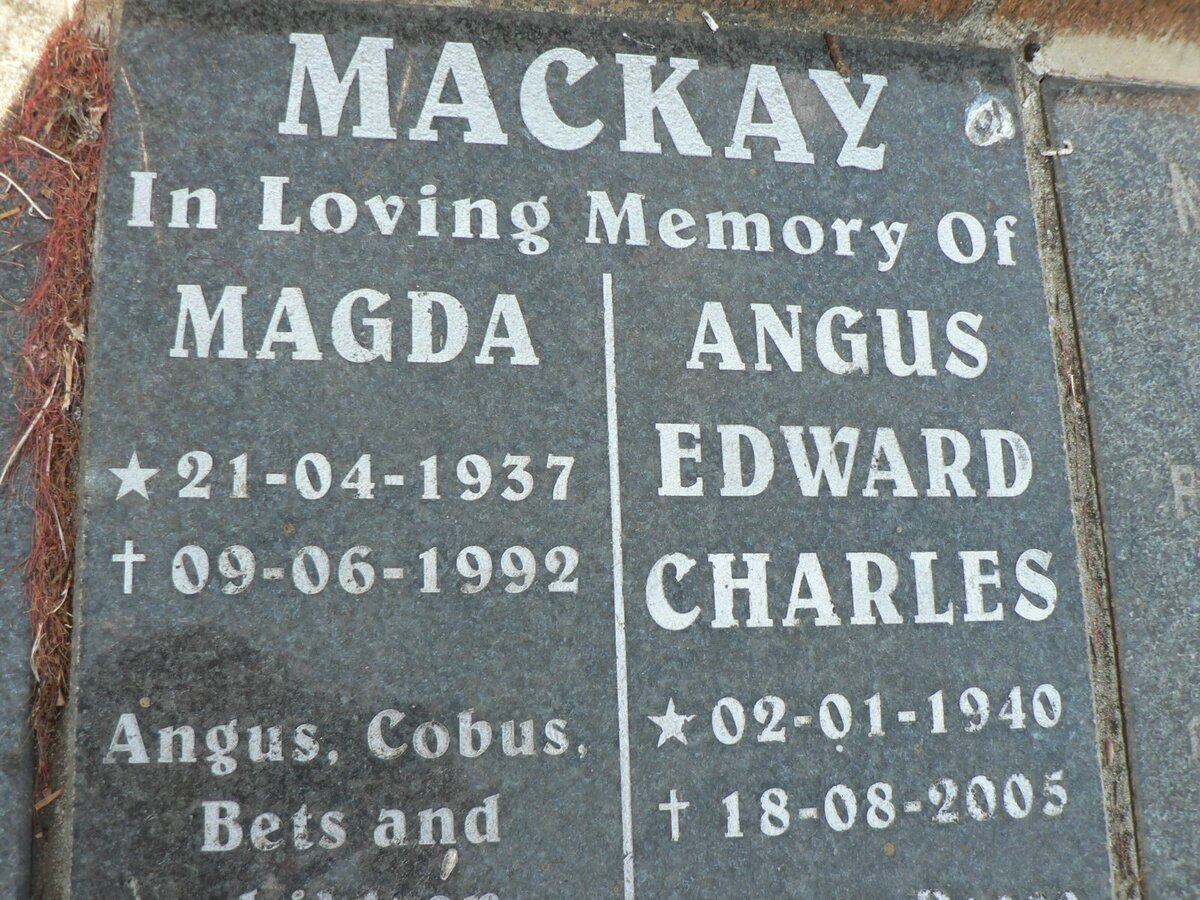 MACKAY
In Loving Memory Of
MAGDA
★ 21-04-1937
† 09-06-1992
Angus, Cobus,
Bets and
ANGUS
EDWARD
CHARLES
★ 02-01-1940
† 18-08-2005